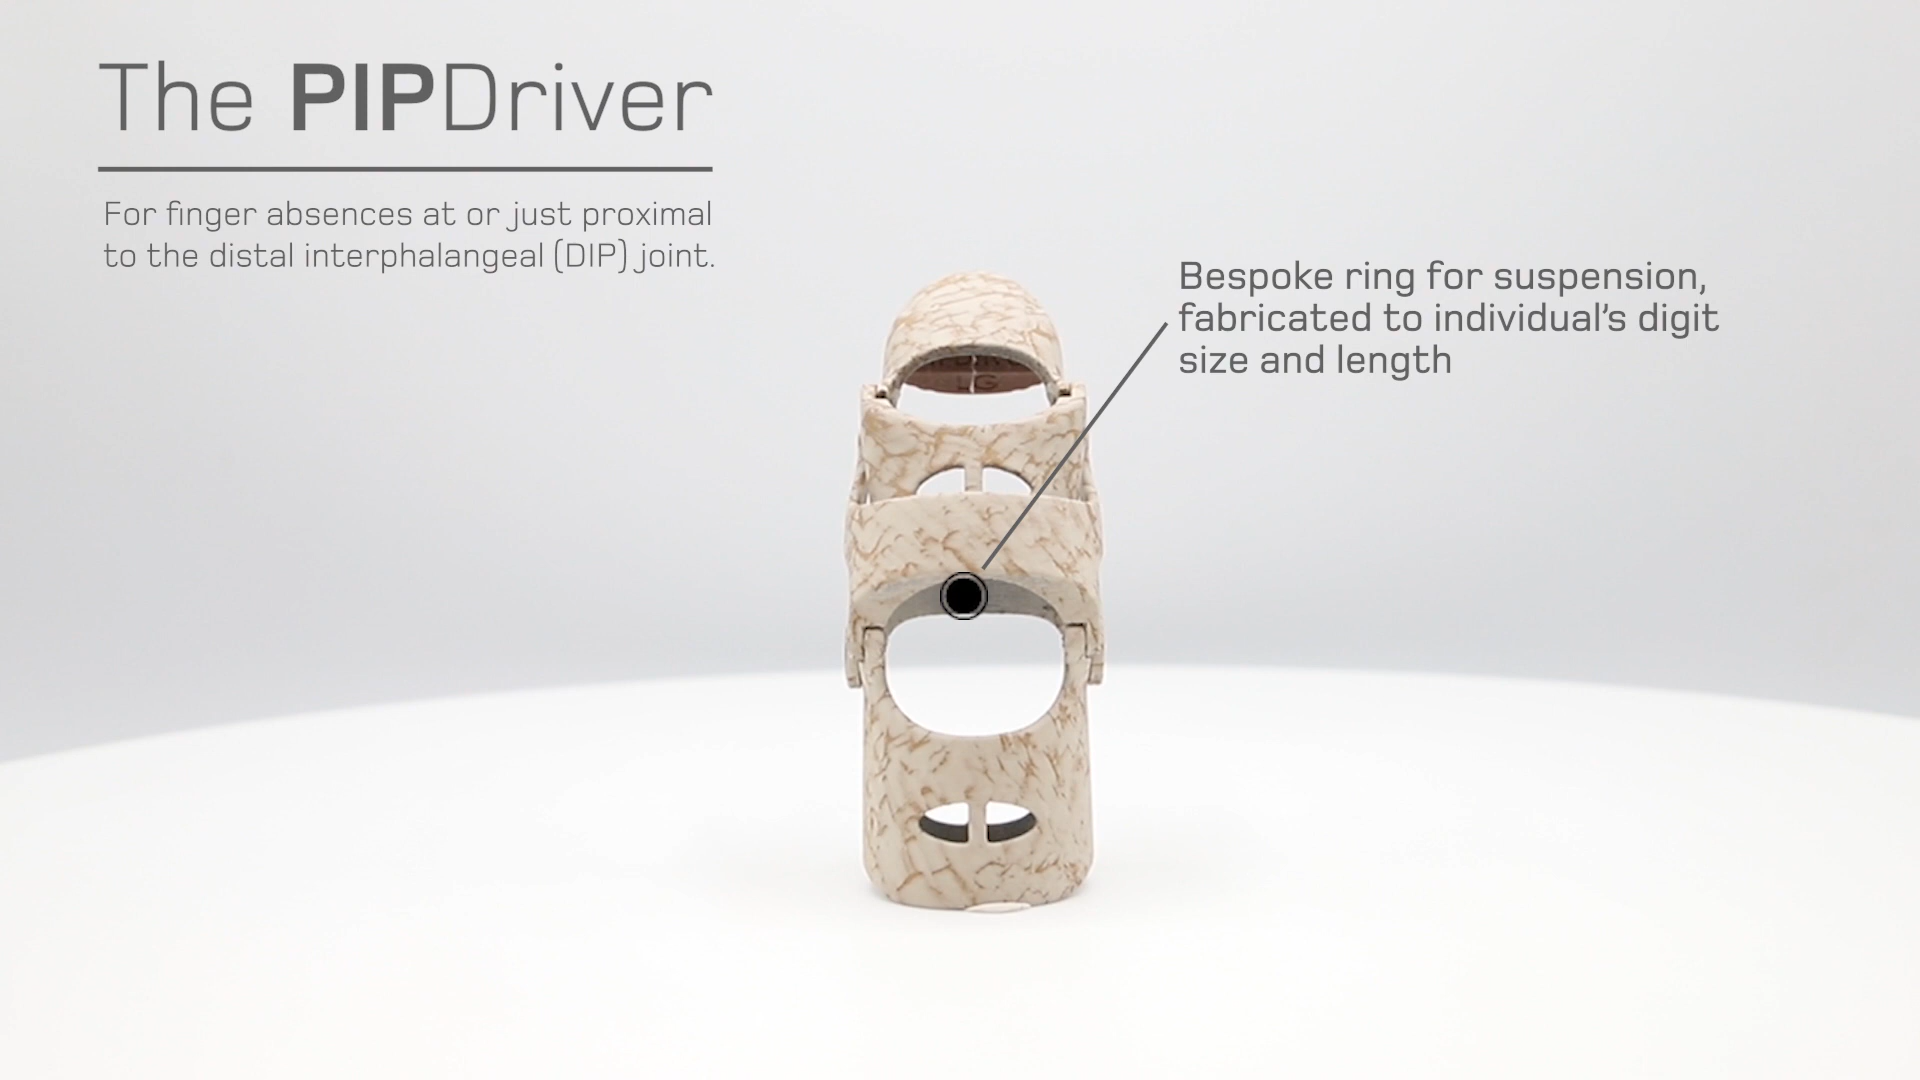 The PIPDriver
For finger absences at or just proximal
to the distal interphalangeal (DIP) joint.
Bespoke ring for suspension,
fabricated to individual's digit
size and length
LG